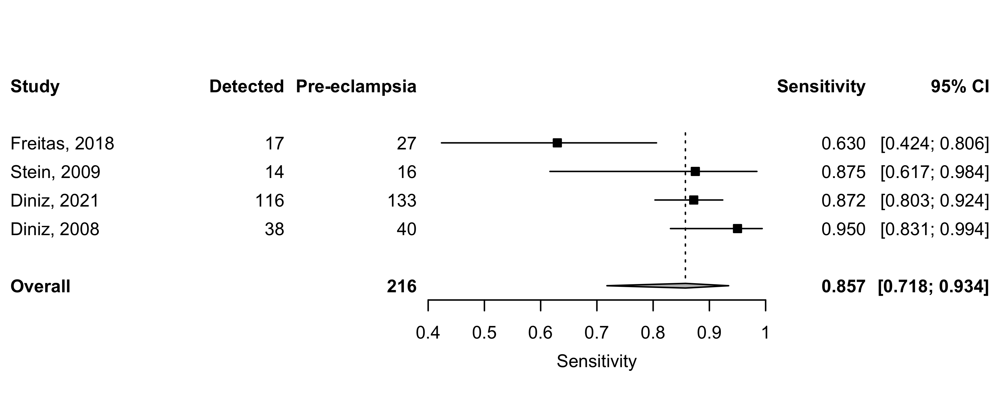 Study Detected Pre-eclampsia Sensitivity 95% CI
Freitas, 2018 17 27 0.630 [0.424; 0.806]
Stein, 2009 14 16 0.875 [0.617; 0.984]
Diniz, 2021 116 133 0.872 [0.803; 0.924]
Diniz, 2008 38 40 0.950 [0.831; 0.994]
Overall 216 0.857 [0.718; 0.934]
0.4 0.5 0.6 0.7 0.8 0.9 1
Sensitivity